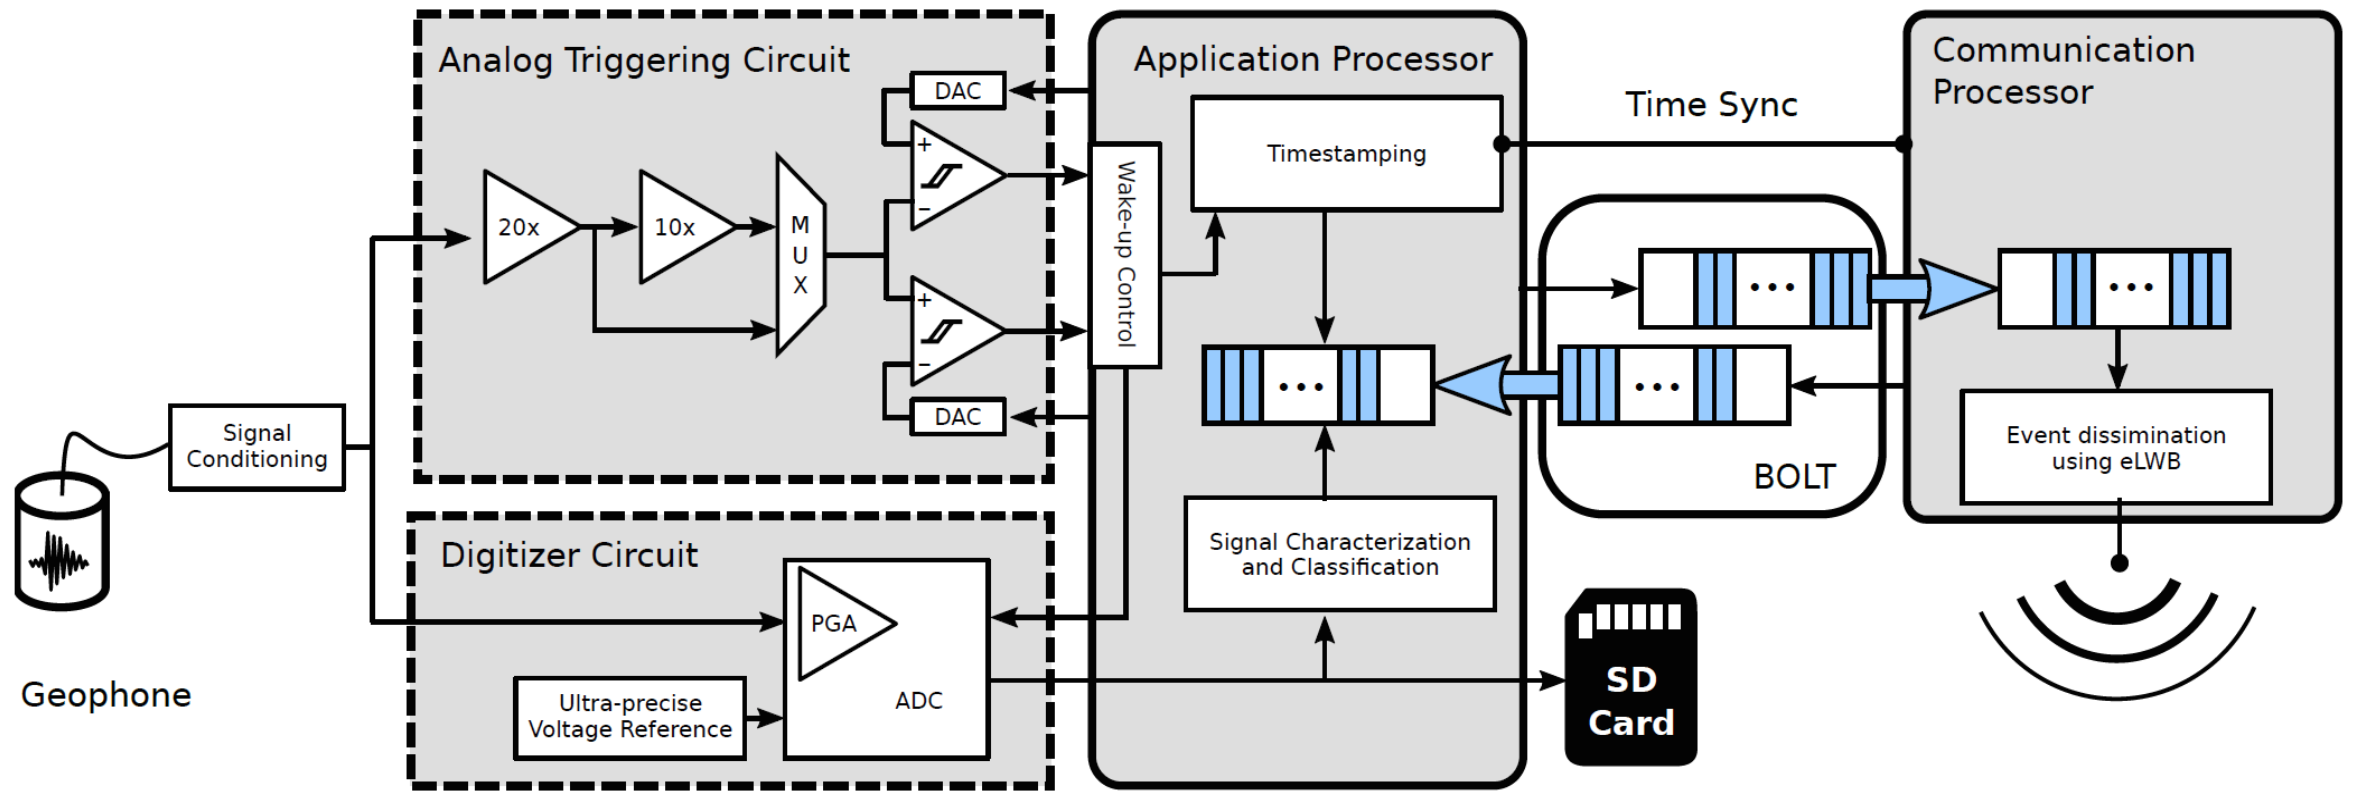 Analog Triggering Circuit
20x
10x
M
U
X
DAC
+
−
+
−
DAC
Application Processor
Wake-up Control
Timestamping
•••
Signal Characterization
and Classification
Time Sync
•••
•••
BOLT
Communication
Processor
•••
Event dissimination
using eLWB
Signal
Conditioning
Geophone
Digitizer Circuit
PGA
ADC
Ultra-precise
Voltage Reference
SD
Card